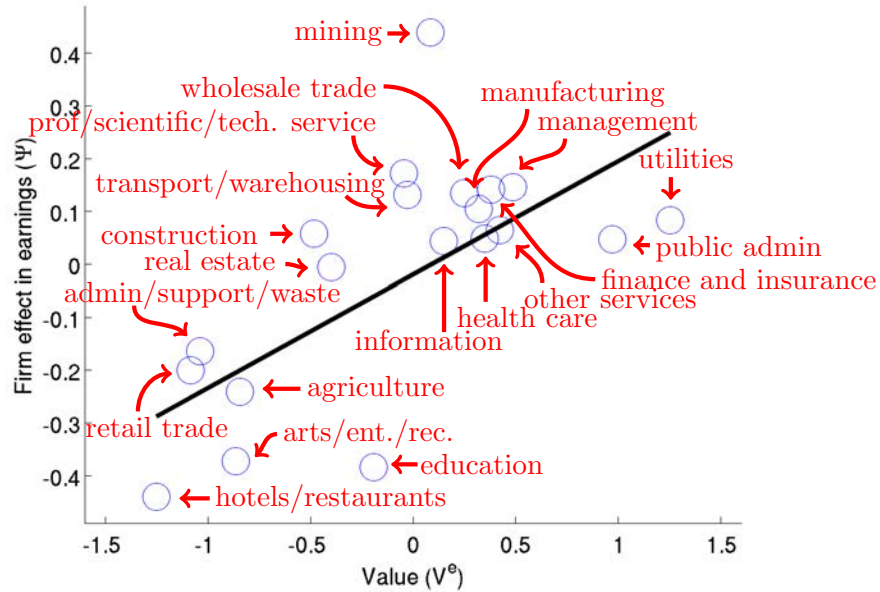 mining
0.4
wholesale trade
manufacturing
0.3
prof/scientific/tech. service
management
0.2
utilities
transport/warehousing
0.1
construction
public admin
real estate
0
finance and insurance
admin/support/waste
other services
health care
-0.1
information
-0.2
agriculture
-0.3
retail trade
arts/ent./rec.
education
-0.4
hotels/restaurants
Firm effect in earnings (Ψ)
-1.5 -1 -0.5 0 0.5 1 1.5
Value (V^e)